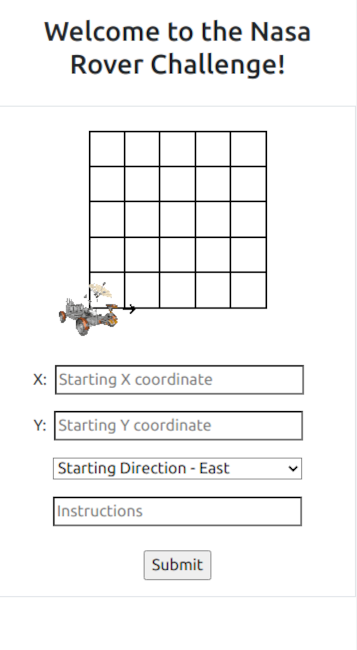 Welcome to the Nasa
Rover Challenge!
X: Starting X coordinate
Y: Starting Y coordinate
Starting Direction - East
Instructions
Submit